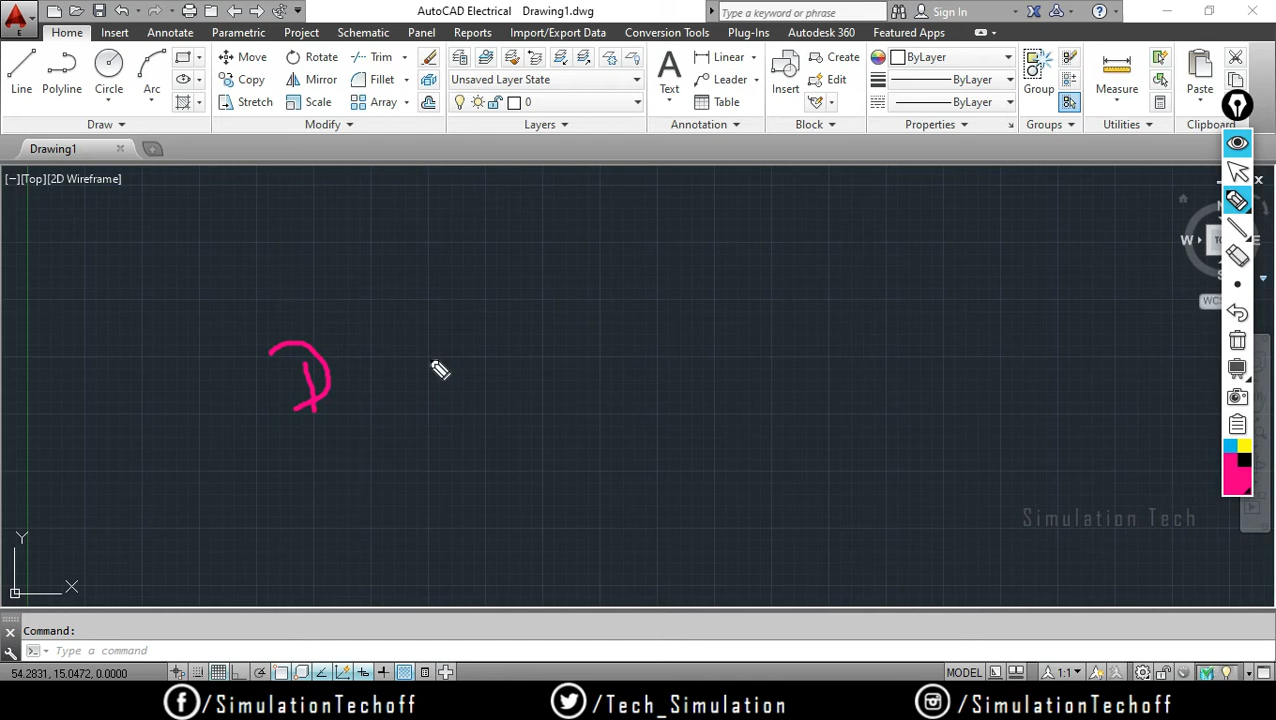 AutoCAD Electrical Drawing1.dwg Type a keyword or phrase Sign In
Home Insert Annotate Parametric Project Schematic Panel Reports Import/Export Data Conversion Tools Plug-Ins Autodesk 360 Featured Apps
E
Move Rotate Trim Linear Create ByLayer
Copy Mirror Fillet Unsaved Layer State Leader Edit ByLayer
Line Polyline Circle Arc Text Insert Group Measure Paste
Stretch Scale Array 0 Table ByLayer
Draw Modify Layers Annotation Block Properties Groups Utilities Clipboard
Drawing1
[−][Top][2D Wireframe]
W TO E
S
WC
D
Simulation Tech
Y
X
Command:
Type a command
54.2831, 15.0472, 0.0000 MODEL 1:1
/SimulationTechoff /Tech_Simulation /SimulationTechoff